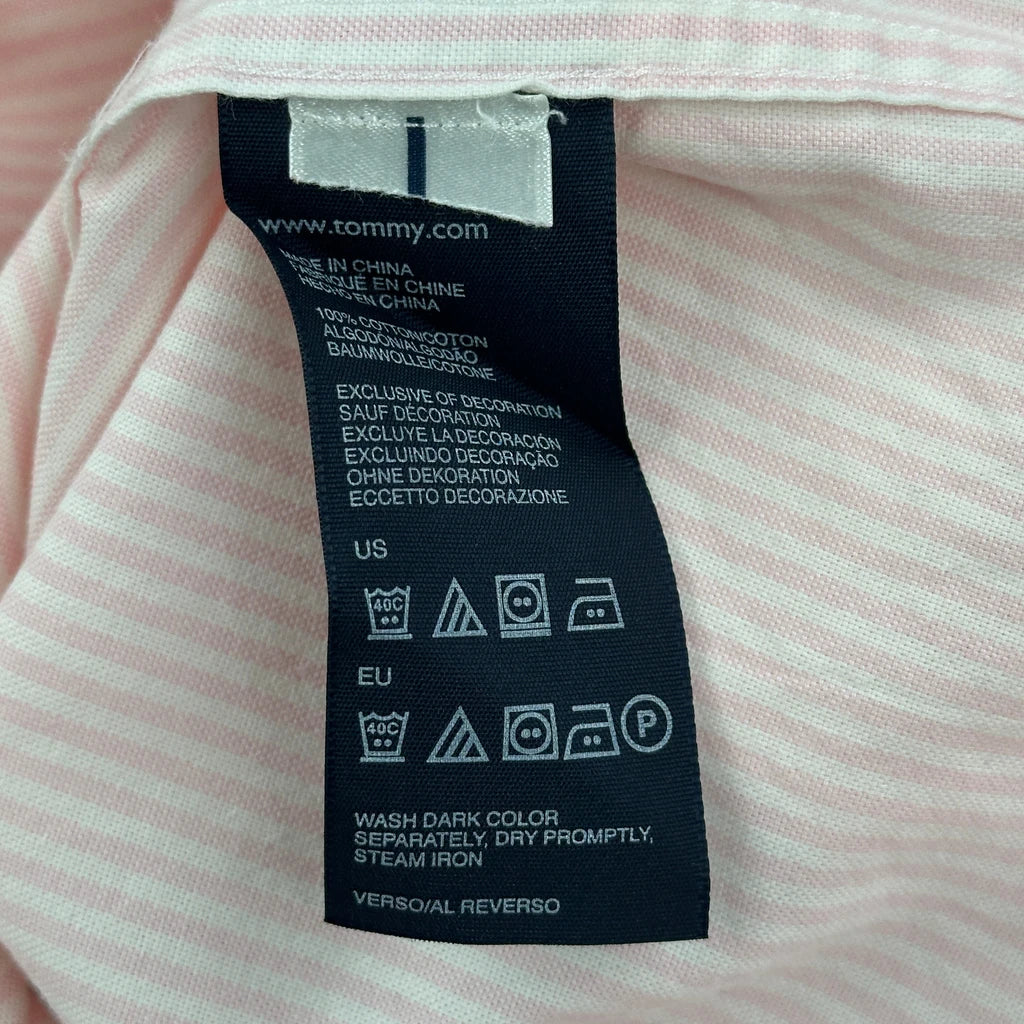 www.tommy.com
MADE IN CHINA
FABRIQUÉ EN CHINE
HECHO EN CHINA
100% COTTON/COTON
ALGODÓN/ALGODÃO
BAUMWOLLE/COTONE
EXCLUSIVE OF DECORATION
SAUF DÉCORATION
EXCLUYE LA DECORACIÓN
EXCLUINDO DECORAÇÃO
OHNE DEKORATION
ECCETTO DECORAZIONE
US
40C
EU
40C P
WASH DARK COLOR
SEPARATELY, DRY PROMPTLY,
STEAM IRON
VERSO/AL REVERSO